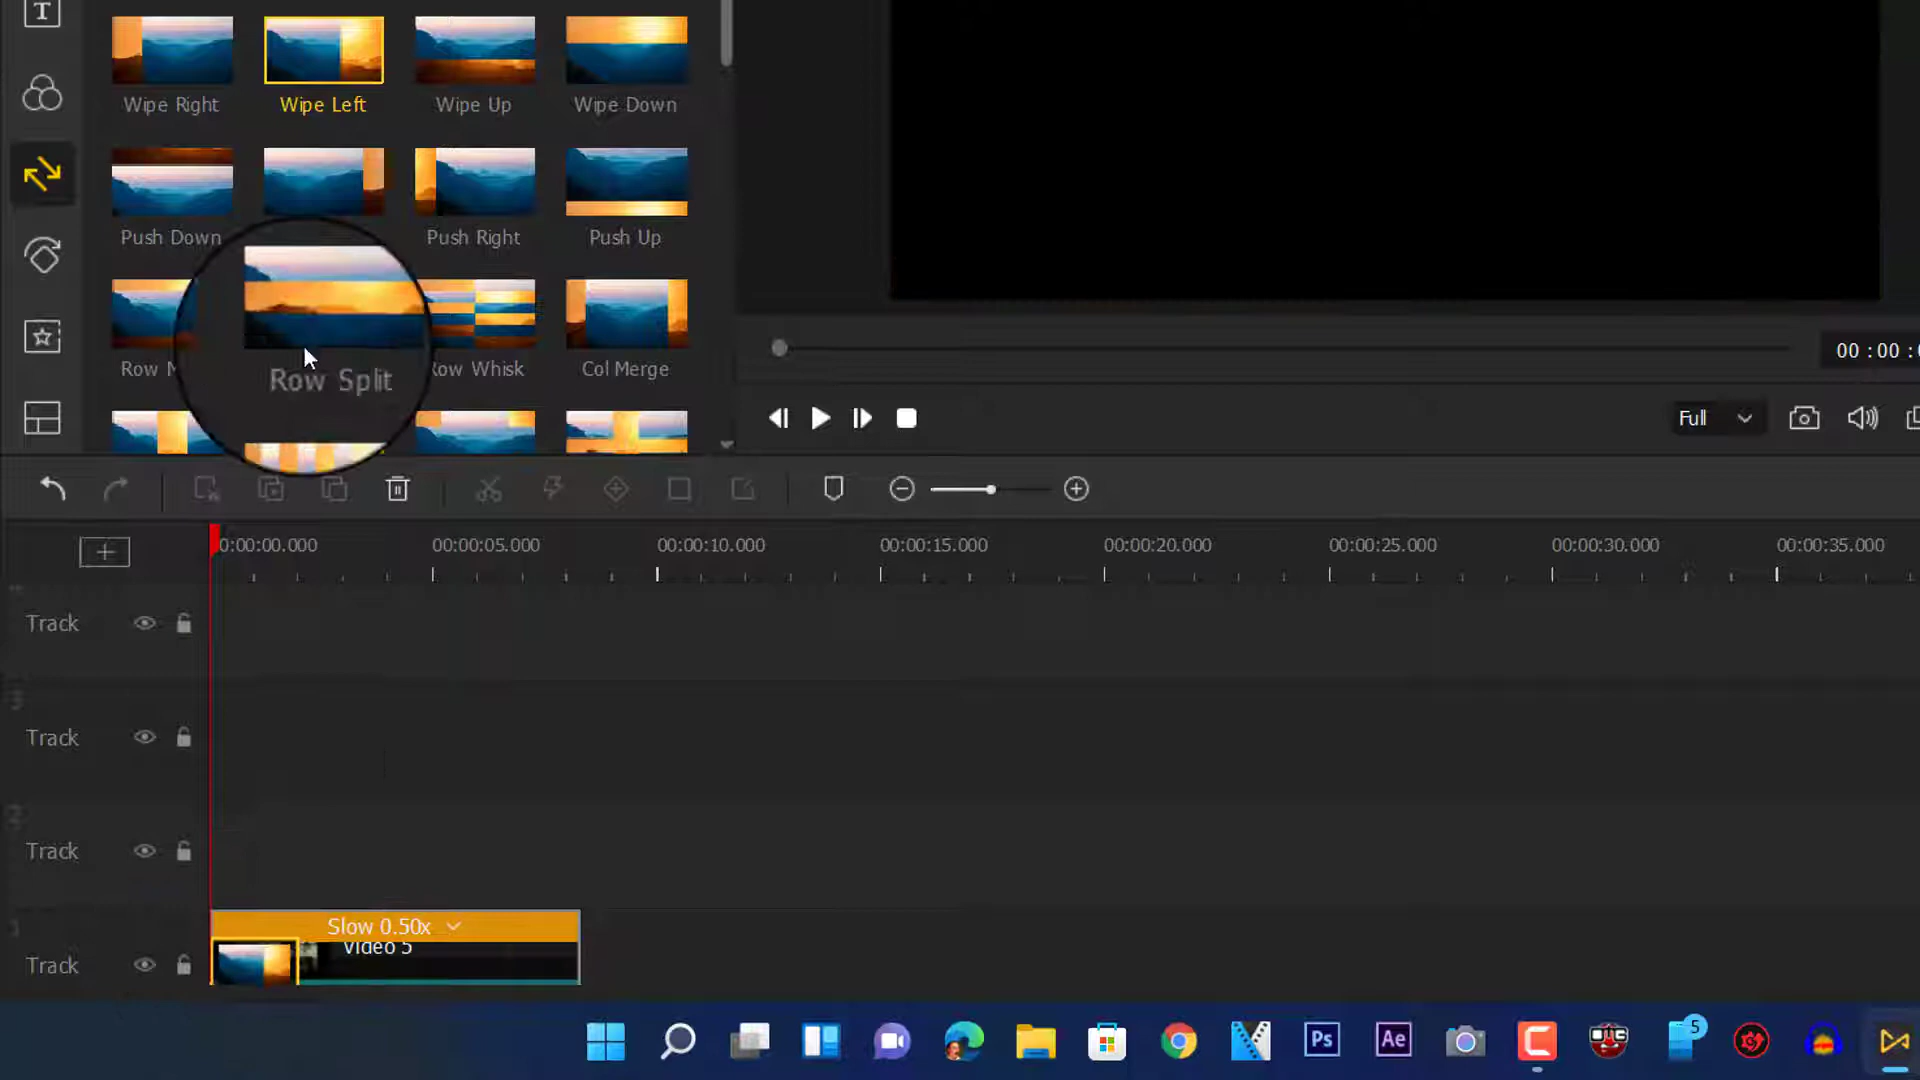 T
Wipe Right Wipe Left Wipe Up Wipe Down
Push Down Push Right Push Up
Row Split Row Whisk Col Merge
Full
00 : 00 :
0:00:00.000 00:00:05.000 00:00:10.000 00:00:15.000 00:00:20.000 00:00:25.000 00:00:30.000 00:00:35.000
Track
3
Track
2
Track
Slow 0.50x
Video 5
1
Track
Ps Ae 5